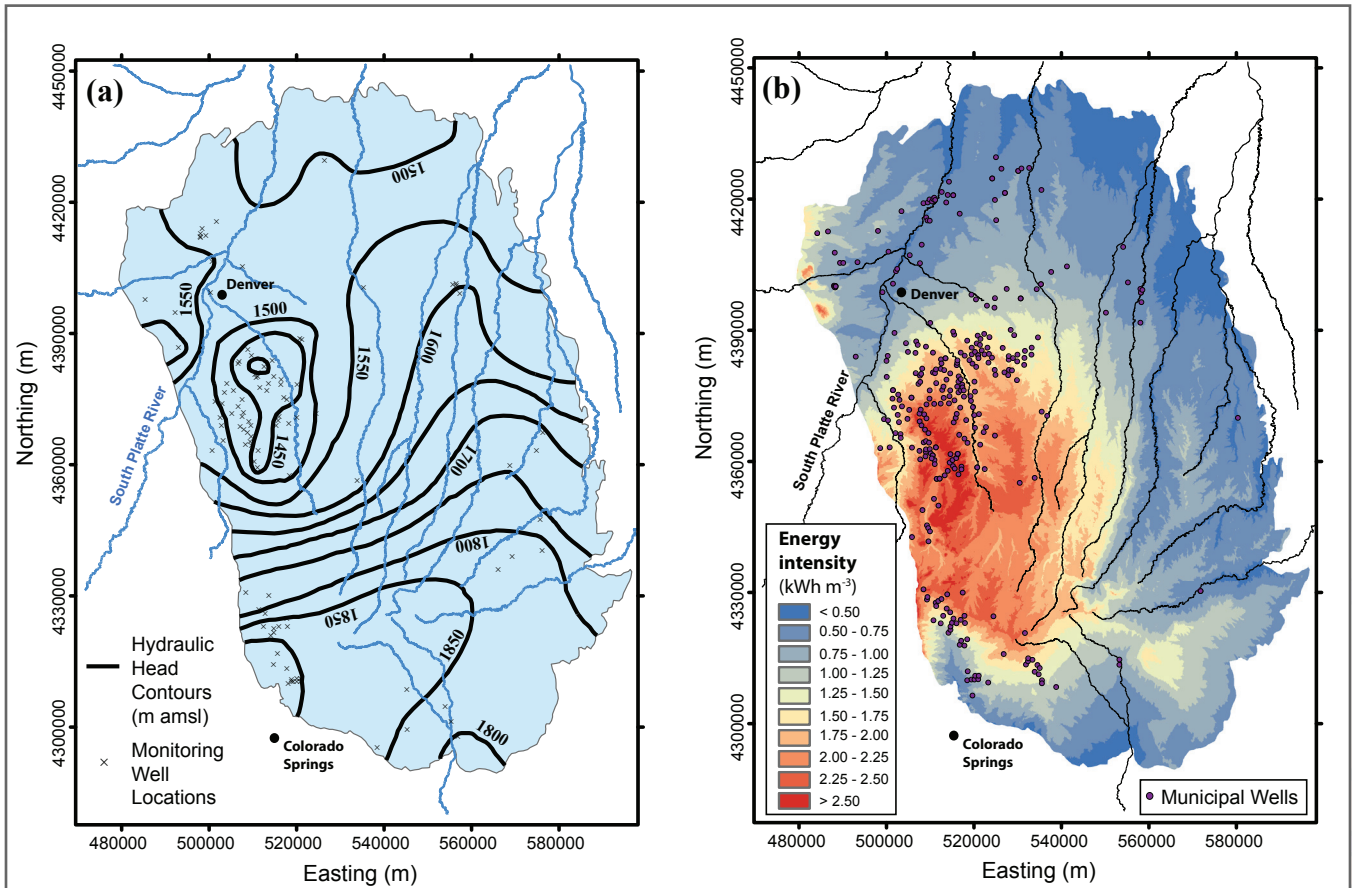 (a)
Northing (m)
4450000
4420000
4390000
4360000
4330000
4300000
1500
1550
Denver
1500
1550
1600
1450
1700
South Platte River
1800
1850
1850
1800
Hydraulic
Head
Contours
(m amsl)
Monitoring
Well
Locations
Colorado
Springs
480000 500000 520000 540000 560000 580000
Easting (m)
(b)
Northing (m)
4450000
4420000
4390000
4360000
4330000
4300000
Denver
South Platte River
Energy
intensity
(kWh m-3)
< 0.50
0.50 - 0.75
0.75 - 1.00
1.00 - 1.25
1.25 - 1.50
1.50 - 1.75
1.75 - 2.00
2.00 - 2.25
2.25 - 2.50
> 2.50
Colorado
Springs
Municipal Wells
480000 500000 520000 540000 560000 580000
Easting (m)